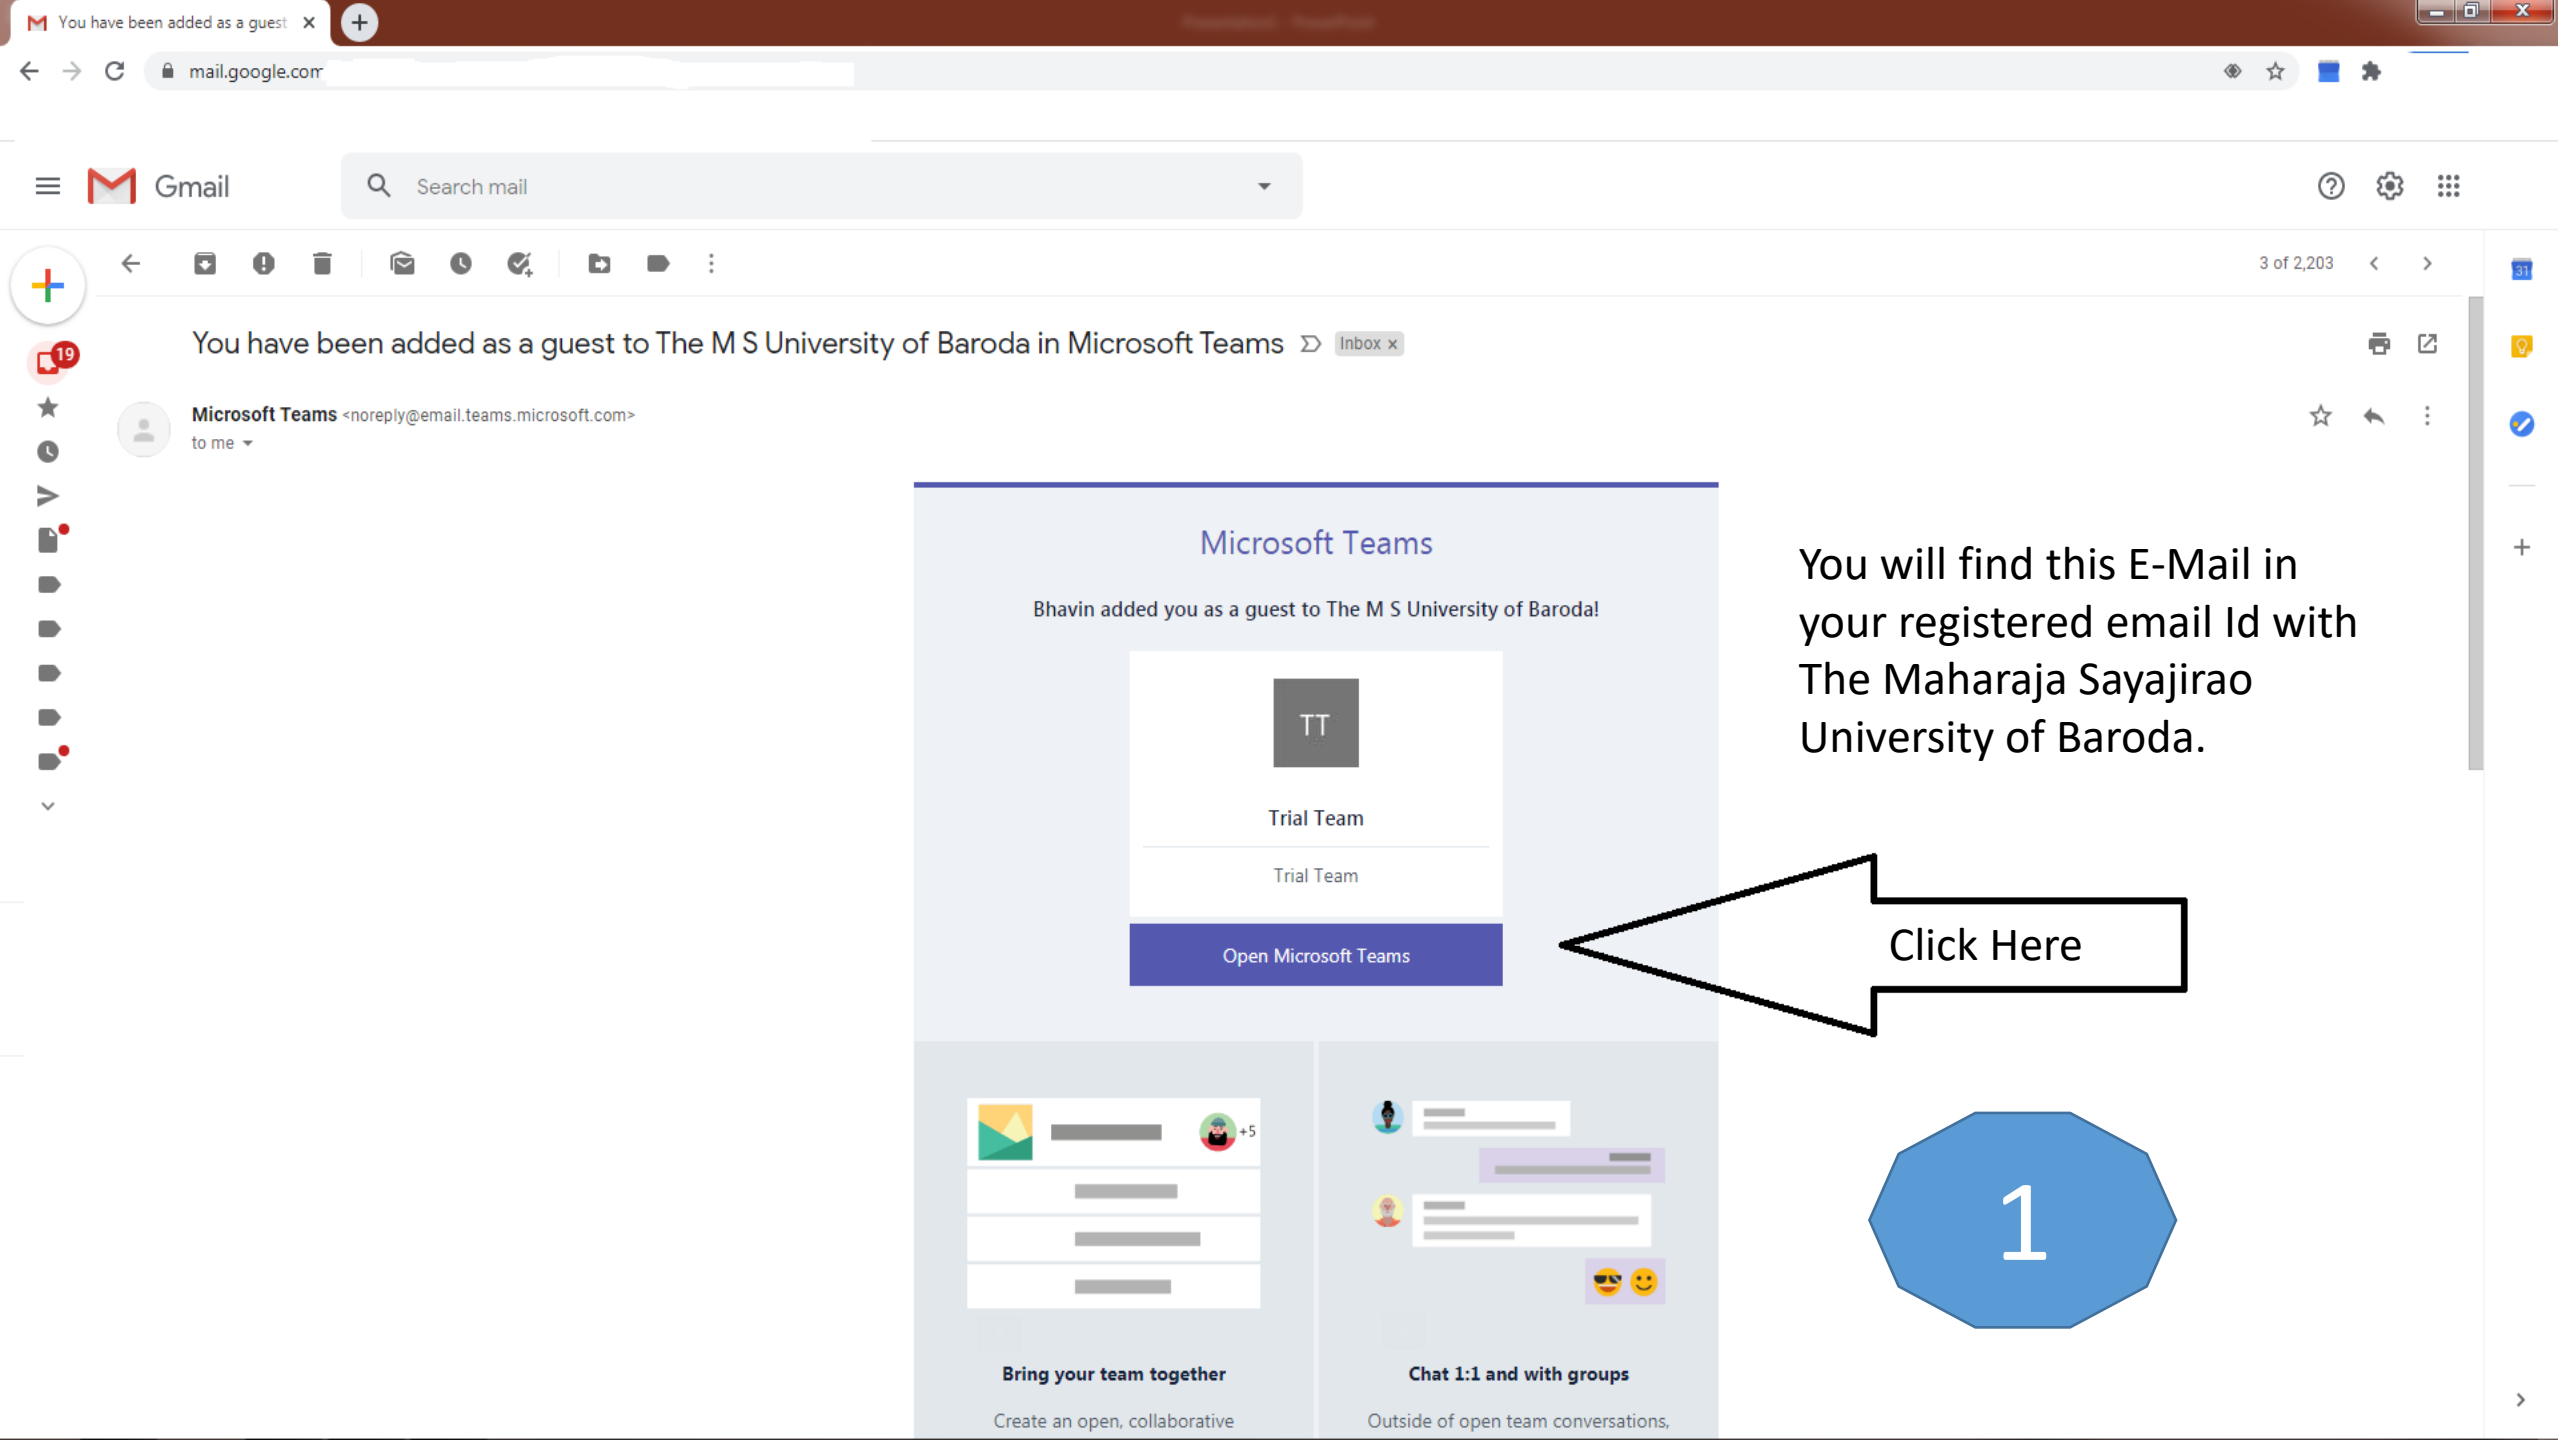 You have been added as a guest
mail.google.com
Gmail
Search mail
3 of 2,203
31
You have been added as a guest to The M S University of Baroda in Microsoft Teams
Inbox x
19
Microsoft Teams <noreply@email.teams.microsoft.com>
to me
Microsoft Teams
Bhavin added you as a guest to The M S University of Baroda!
TT
Trial Team
Trial Team
Open Microsoft Teams
You will find this E-Mail in
your registered email Id with
The Maharaja Sayajirao
University of Baroda.
Click Here
+5
1
Bring your team together
Create an open, collaborative
Chat 1:1 and with groups
Outside of open team conversations,